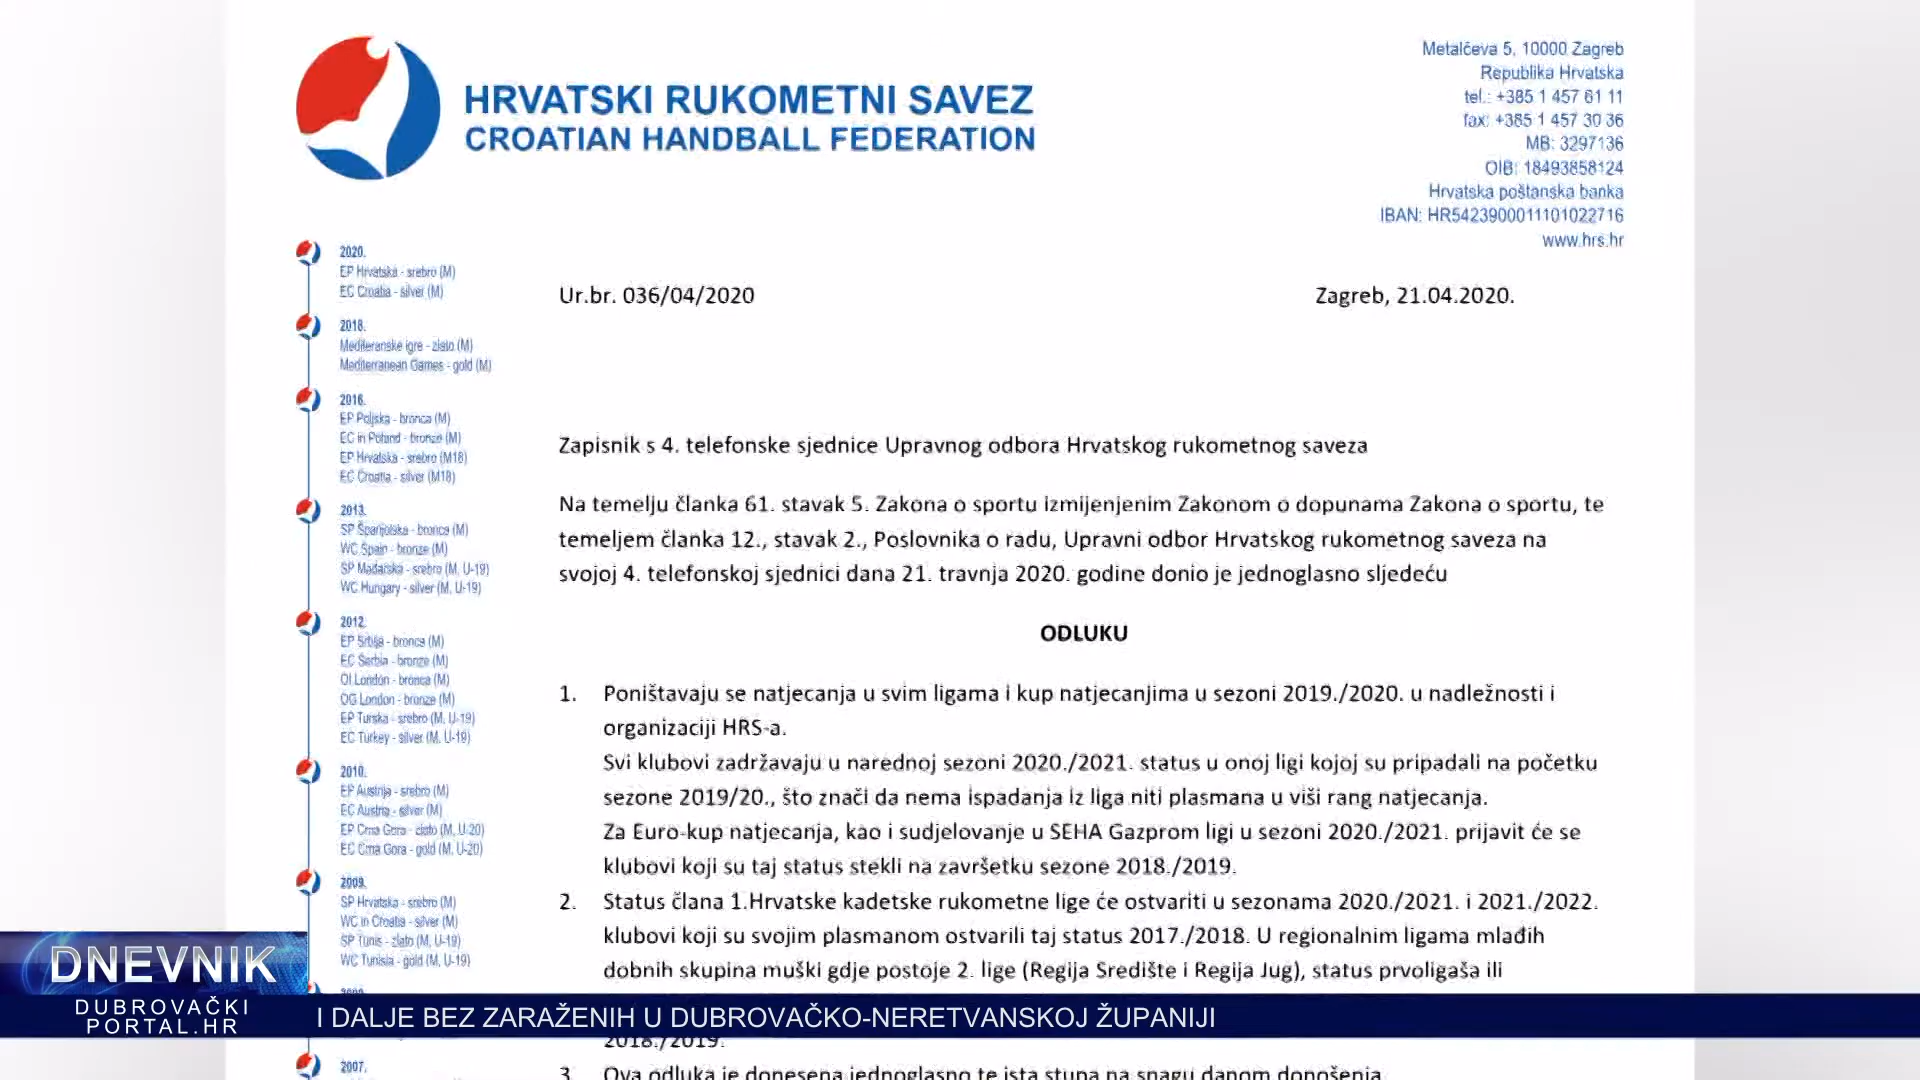 HRVATSKI RUKOMETNI SAVEZ
CROATIAN HANDBALL FEDERATION
Metalčeva 5, 10000 Zagreb
Republika Hrvatska
tel.: +385 1 457 61 11
fax: +385 1 457 30 36
MB: 3297136
OIB: 18493858124
Hrvatska poštanska banka
IBAN: HR5423900011101022716
www.hrs.hr
2020.
EP Hrvatska - srebro (M)
EC Croatia - silver (M)
2018.
Mediteranske igre - zlato (M)
Mediterranean Games - gold (M)
2016.
EP Poljska - bronca (M)
EC in Poland - bronze (M)
EP Hrvatska - srebro (M18)
EC Croatia - silver (M18)
2013.
SP Španjolska - bronca (M)
WC Spain - bronze (M)
SP Mađarska - srebro (M, U-19)
WC Hungary - silver (M, U-19)
2012.
EP Srbija - bronca (M)
EC Serbia - bronze (M)
OI London - bronca (M)
OG London - bronze (M)
EP Turska - srebro (M, U-19)
EC Turkey - silver (M, U-19)
2010.
EP Austrija - srebro (M)
EC Austria - silver (M)
EP Crna Gora - zlato (M, U-20)
EC Crna Gora - gold (M, U-20)
2009.
SP Hrvatska - srebro (M)
WC in Croatia - silver (M)
SP Tunis - zlato (M, U-19)
WC Tunisia - gold (M, U-19)
2007.
Ur.br. 036/04/2020
Zagreb, 21.04.2020.
Zapisnik s 4. telefonske sjednice Upravnog odbora Hrvatskog rukometnog saveza
Na temelju članka 61. stavak 5. Zakona o sportu izmijenjenim Zakonom o dopunama Zakona o sportu, te
temeljem članka 12., stavak 2., Poslovnika o radu, Upravni odbor Hrvatskog rukometnog saveza na
svojoj 4. telefonskoj sjednici dana 21. travnja 2020. godine donio je jednoglasno sljedeću
ODLUKU
1. Poništavaju se natjecanja u svim ligama i kup natjecanjima u sezoni 2019./2020. u nadležnosti i
organizaciji HRS-a.
Svi klubovi zadržavaju u narednoj sezoni 2020./2021. status u onoj ligi kojoj su pripadali na početku
sezone 2019/20., što znači da nema ispadanja iz liga niti plasmana u viši rang natjecanja.
Za Euro-kup natjecanja, kao i sudjelovanje u SEHA Gazprom ligi u sezoni 2020./2021. prijavit će se
klubovi koji su taj status stekli na završetku sezone 2018./2019.
2. Status člana 1.Hrvatske kadetske rukometne lige će ostvariti u sezonama 2020./2021. i 2021./2022.
klubovi koji su svojim plasmanom ostvarili taj status 2017./2018. U regionalnim ligama mlađih
dobnih skupina muški gdje postoje 2. lige (Regija Središte i Regija Jug), status prvoligaša ili
2018./2019.
3. Ova odluka je donesena jednoglasno te ista stupa na snagu danom donošenja.
DNEVNIK
DUBROVAČKI
PORTAL.HR
I DALJE BEZ ZARAŽENIH U DUBROVAČKO-NERETVANSKOJ ŽUPANIJI